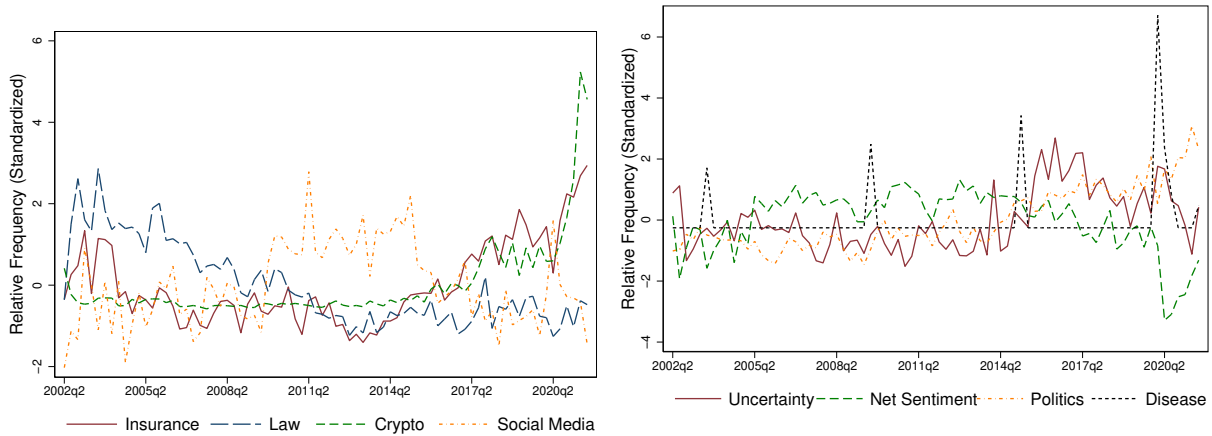 Relative Frequency (Standardized)
6
4
2
0
−2
2002q2 2005q2 2008q2 2011q2 2014q2 2017q2 2020q2
Insurance Law Crypto Social Media
Relative Frequency (Standardized)
6
4
2
0
−2
−4
2002q2 2005q2 2008q2 2011q2 2014q2 2017q2 2020q2
Uncertainty Net Sentiment Politics Disease